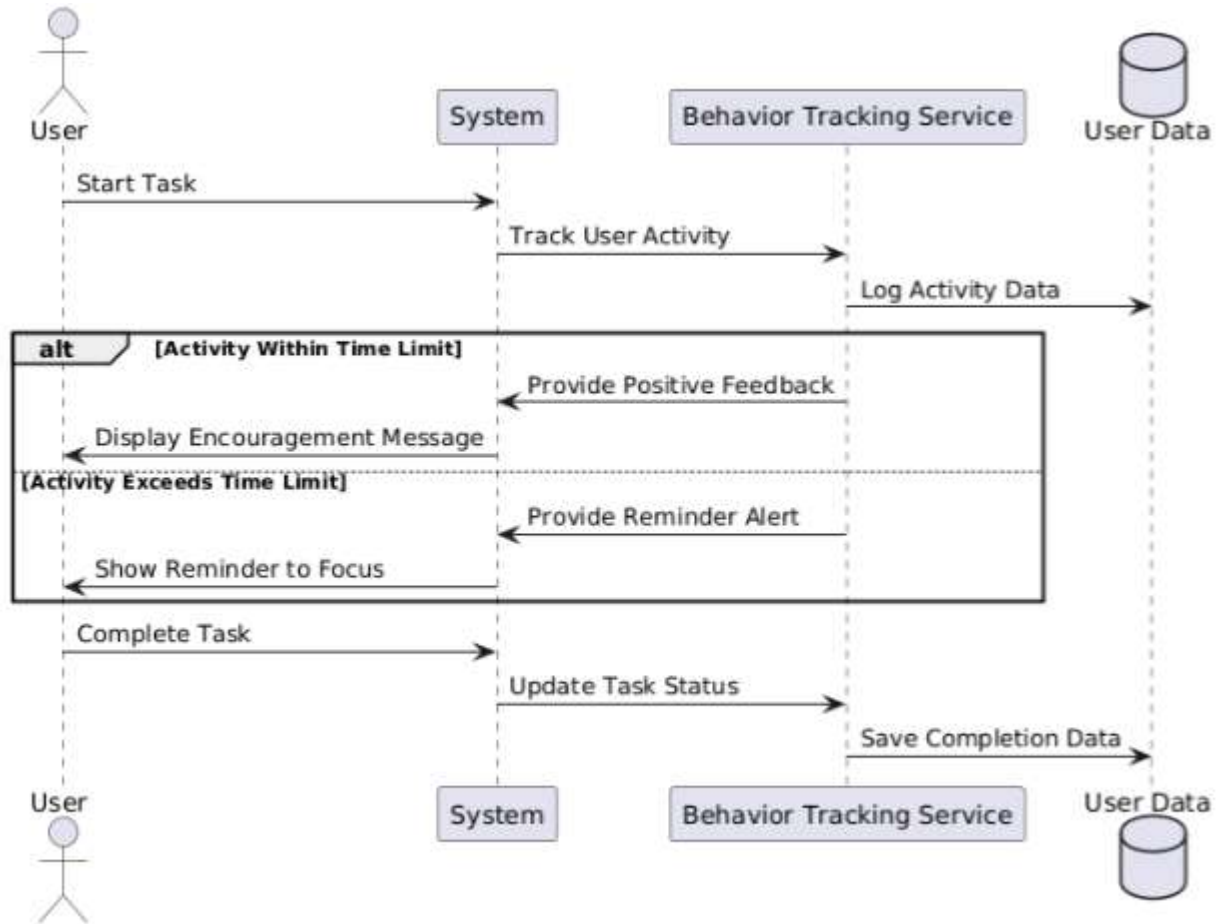 User
System
Behavior Tracking Service
User Data
Start Task
Track User Activity
Log Activity Data
alt
[Activity Within Time Limit]
Provide Positive Feedback
Display Encouragement Message
[Activity Exceeds Time Limit]
Provide Reminder Alert
Show Reminder to Focus
Complete Task
Update Task Status
Save Completion Data
User
System
Behavior Tracking Service
User Data